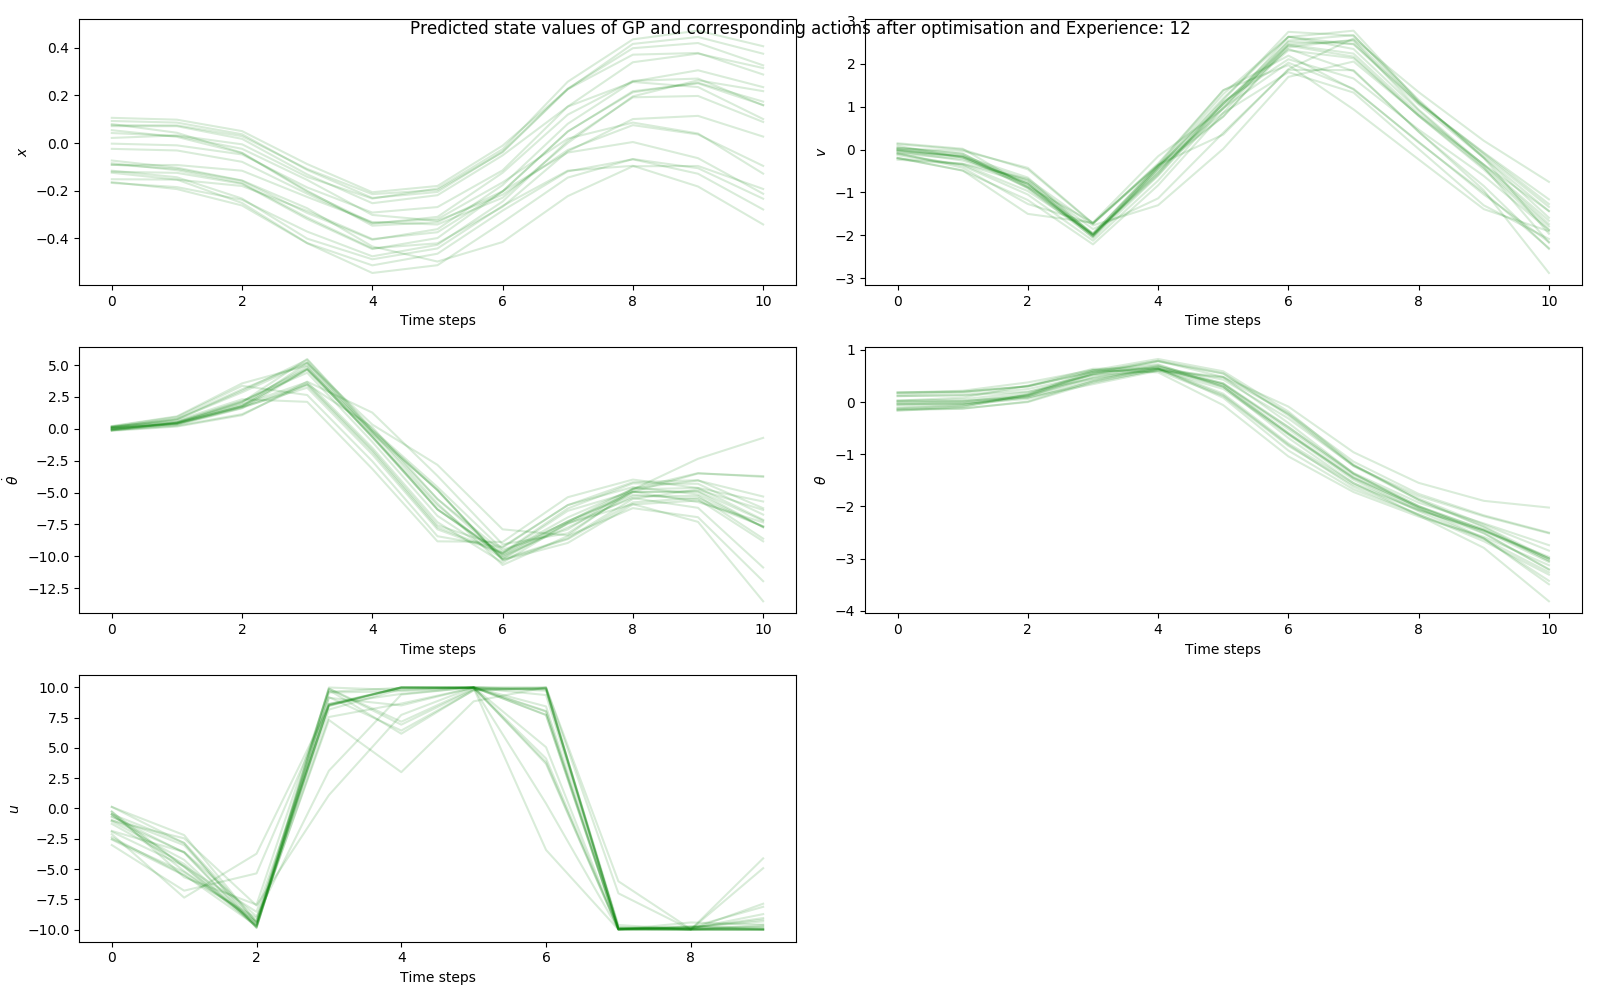 Predicted state values of GP and corresponding actions after optimisation and Experience: 12
0.4
0.2
0.0
−0.2
−0.4
x
0 2 4 6 8 10
Time steps
3
2
1
0
−1
−2
−3
v
0 2 4 6 8 10
Time steps
5.0
2.5
0.0
−2.5
−5.0
−7.5
−10.0
−12.5
θ̇
0 2 4 6 8 10
Time steps
1
0
−1
−2
−3
−4
θ
0 2 4 6 8 10
Time steps
10.0
7.5
5.0
2.5
0.0
−2.5
−5.0
−7.5
−10.0
u
0 2 4 6 8
Time steps